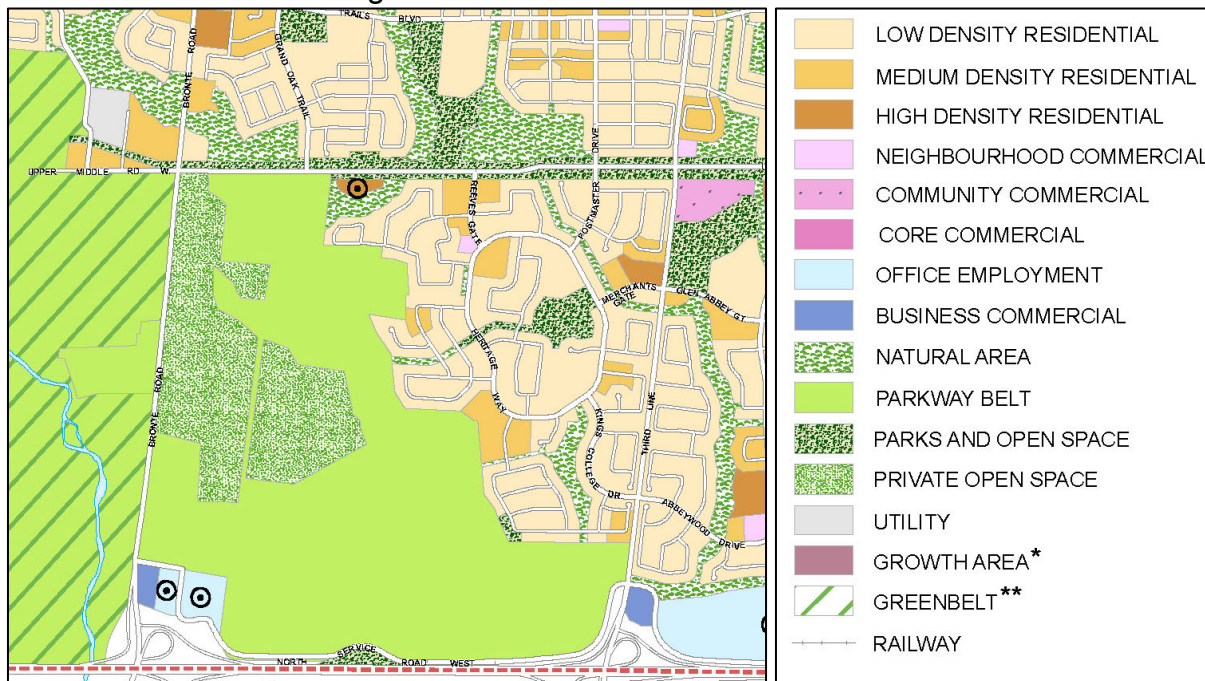 TRAILS BLVD.
BRONTE ROAD
GRAND OAK TRAIL
UPPER MIDDLE RD. W.
REEVES GATE
POSTMASTER DRIVE
MERCHANTS GATE
GLEN ABBEY GT.
HERITAGE WAY
BRONTE ROAD
KINGS COLLEGE DR.
THIRD LINE
ABBEYWOOD DRIVE
NORTH SERVICE ROAD WEST
LOW DENSITY RESIDENTIAL
MEDIUM DENSITY RESIDENTIAL
HIGH DENSITY RESIDENTIAL
NEIGHBOURHOOD COMMERCIAL
COMMUNITY COMMERCIAL
CORE COMMERCIAL
OFFICE EMPLOYMENT
BUSINESS COMMERCIAL
NATURAL AREA
PARKWAY BELT
PARKS AND OPEN SPACE
PRIVATE OPEN SPACE
UTILITY
GROWTH AREA*
GREENBELT**
RAILWAY